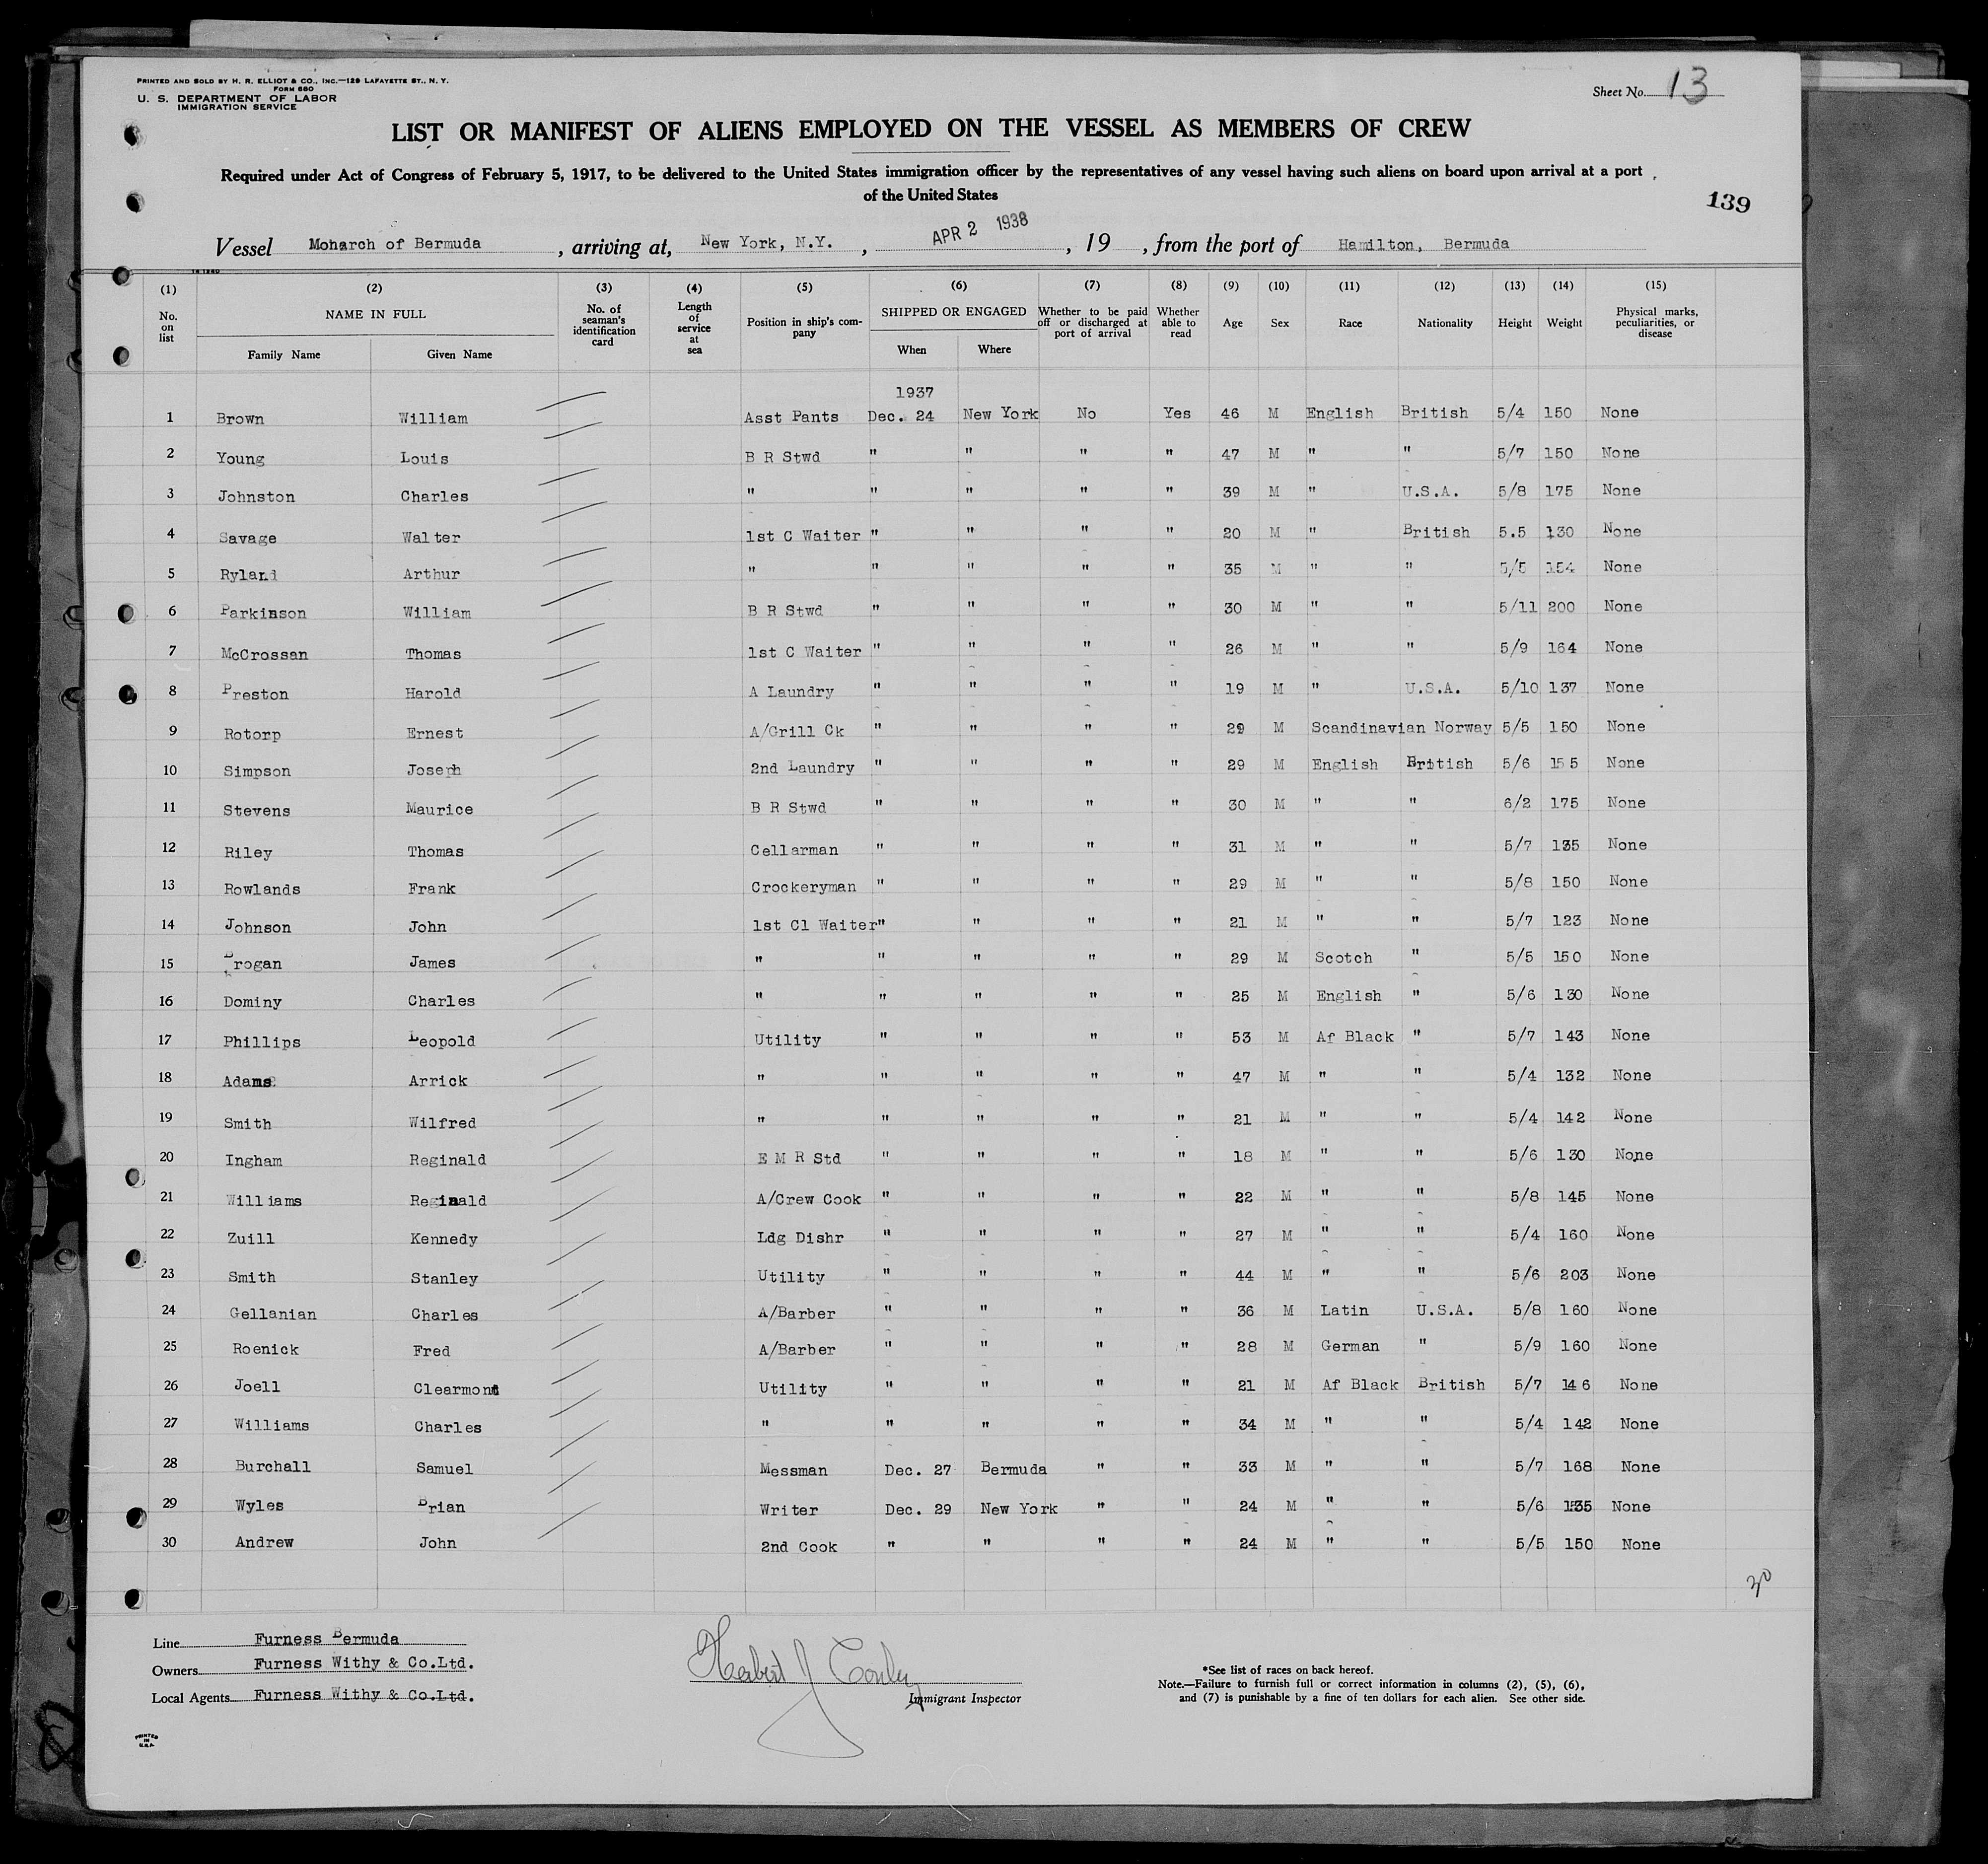 PRINTED AND SOLD BY H. R. ELLIOT & CO., INC.—129 LAFAYETTE ST., N. Y.
FORM 680
U. S. DEPARTMENT OF LABOR
IMMIGRATION SERVICE
Sheet No. 13
LIST OR MANIFEST OF ALIENS EMPLOYED ON THE VESSEL AS MEMBERS OF CREW
Required under Act of Congress of February 5, 1917, to be delivered to the United States immigration officer by the representatives of any vessel having such aliens on board upon arrival at a port
of the United States
139
Vessel Monarch of Bermuda , arriving at, New York, N.Y. , APR 2 1938 , 19 , from the port of Hamilton, Bermuda
(1) (2) (3) (4) (5) (6) (7) (8) (9) (10) (11) (12) (13) (14) (15)
No. on list NAME IN FULL Family Name Given Name No. of seaman's identification card Length of service at sea Position in ship's company SHIPPED OR ENGAGED When Where Whether to be paid off or discharged at port of arrival Whether able to read Age Sex Race Nationality Height Weight Physical marks, peculiarities, or disease
1937
1 Brown William Asst Pants Dec. 24 New York No Yes 46 M English British 5/4 150 None
2 Young Louis B R Stwd " " " " 47 M " " 5/7 150 None
3 Johnston Charles " " " " " 39 M " U.S.A. 5/8 175 None
4 Savage Walter 1st C Waiter " " " " 20 M " British 5.5 130 None
5 Ryland Arthur " " " " " 35 M " " 5/5 154 None
6 Parkinson William B R Stwd " " " " 30 M " " 5/11 200 None
7 McCrossan Thomas 1st C Waiter " " " " 26 M " " 5/9 164 None
8 Preston Harold A Laundry " " " " 19 M " U.S.A. 5/10 137 None
9 Rotorp Ernest A/Grill Ck " " " " 29 M Scandinavian Norway 5/5 150 None
10 Simpson Joseph 2nd Laundry " " " " 29 M English British 5/6 155 None
11 Stevens Maurice B R Stwd " " " " 30 M " " 6/2 175 None
12 Riley Thomas Cellarman " " " " 31 M " " 5/7 135 None
13 Rowlands Frank Crockeryman " " " " 29 M " " 5/8 150 None
14 Johnson John 1st Cl Waiter " " " " 21 M " " 5/7 123 None
15 Brogan James " " " " " 29 M Scotch " 5/5 150 None
16 Dominy Charles " " " " " 25 M English " 5/6 130 None
17 Phillips Leopold Utility " " " " 53 M Af Black " 5/7 143 None
18 Adams Arrick " " " " " 47 M " " 5/4 132 None
19 Smith Wilfred " " " " " 21 M " " 5/4 142 None
20 Ingham Reginald E M R Std " " " " 18 M " " 5/6 130 None
21 Williams Reginald A/Crew Cook " " " " 22 M " " 5/8 145 None
22 Zuill Kennedy Ldg Dishr " " " " 27 M " " 5/4 160 None
23 Smith Stanley Utility " " " " 44 M " " 5/6 203 None
24 Gellanian Charles A/Barber " " " " 36 M Latin U.S.A. 5/8 160 None
25 Roenick Fred A/Barber " " " " 28 M German " 5/9 160 None
26 Joell Clearmont Utility " " " " 21 M Af Black British 5/7 146 None
27 Williams Charles " " " " " 34 M " " 5/4 142 None
28 Burchall Samuel Messman Dec. 27 Bermuda " " 33 M " " 5/7 168 None
29 Wyles Brian Writer Dec. 29 New York " " 24 M " " 5/6 135 None
30 Andrew John 2nd Cook " " " " 24 M " " 5/5 150 None
30
Line Furness Bermuda
Owners Furness Withy & Co.Ltd.
Local Agents Furness Withy & Co.Ltd.
Herbert J Conley
Immigrant Inspector
*See list of races on back hereof.
Note.—Failure to furnish full or correct information in columns (2), (5), (6),
and (7) is punishable by a fine of ten dollars for each alien. See other side.
PRINTED
IN
U.S.A.